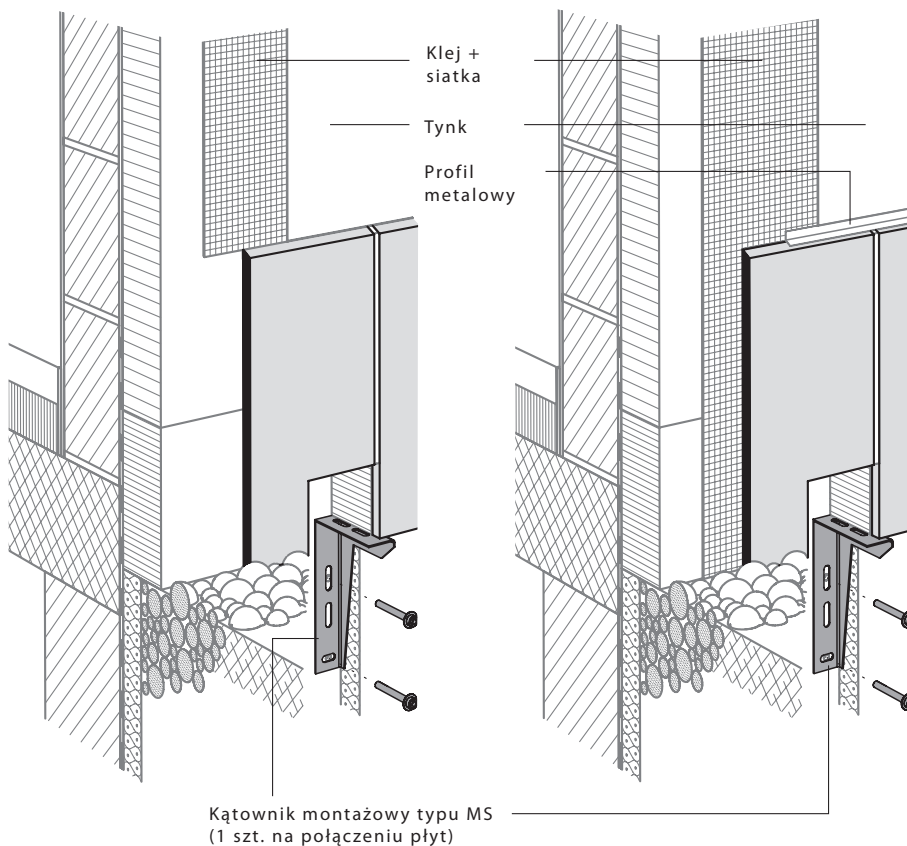 Klej +
siatka
Tynk
Profil
metalowy
Kątownik montażowy typu MS
(1 szt. na połączeniu płyt)